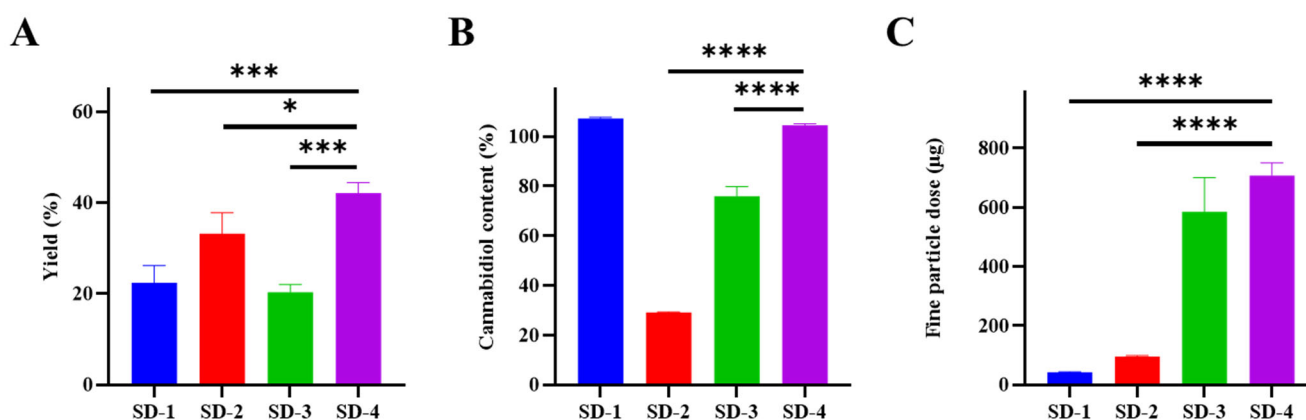 A
B
C
***
*
***
60
40
20
0
Yield (%)
SD-1 SD-2 SD-3 SD-4
****
****
100
80
60
40
20
0
Cannabidiol content (%)
SD-1 SD-2 SD-3 SD-4
****
****
800
600
400
200
0
Fine particle dose (µg)
SD-1 SD-2 SD-3 SD-4